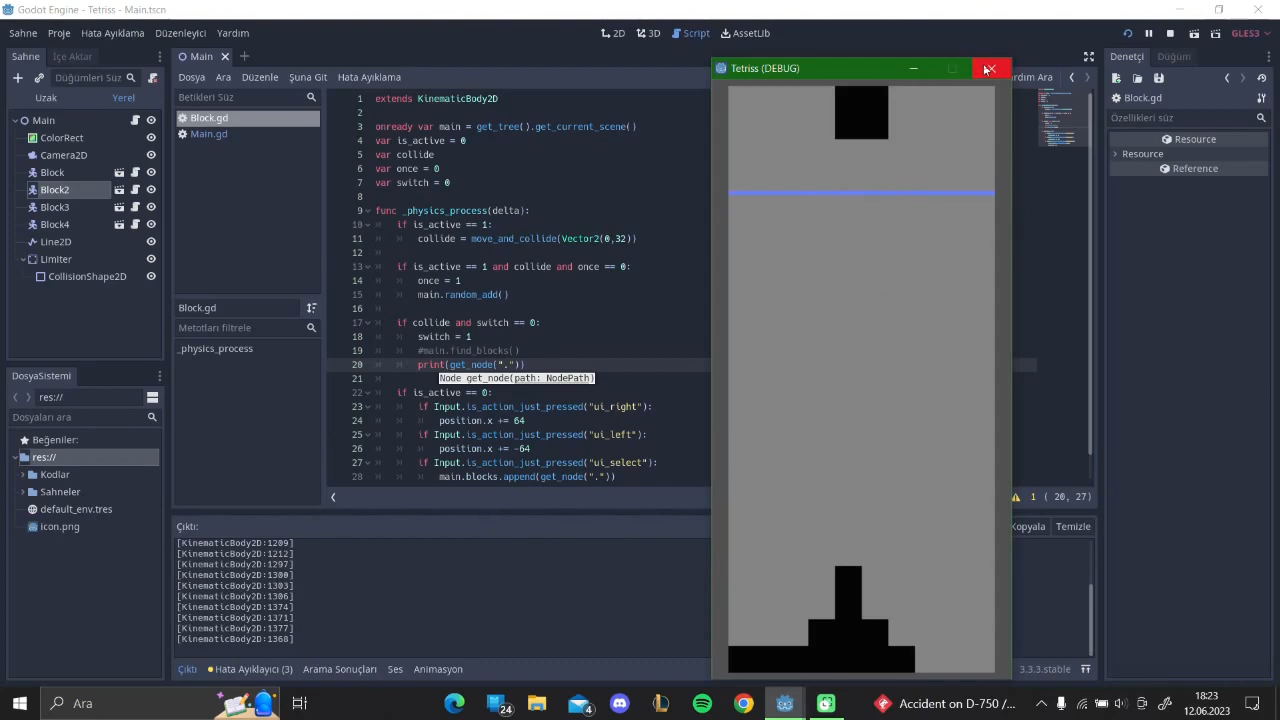 Godot Engine - Tetriss - Main.tscn
Sahne Proje Hata Ayıklama Düzenleyici Yardım
2D 3D Script AssetLib
GLES3
Sahne İçe Aktar
Düğümleri Sü
Uzak Yerel
Main
ColorRect
Camera2D
Block
Block2
Block3
Block4
Line2D
Limiter
CollisionShape2D
DosyaSistemi
res://
Dosyaları ara
Beğeniler:
res://
Kodlar
Sahneler
default_env.tres
icon.png
Main
Dosya Ara Düzenle Şuna Git Hata Ayıklama
Betikleri Süz
Block.gd
Main.gd
Block.gd
Metotları filtrele
_physics_process
1 extends KinematicBody2D
2
3 onready var main = get_tree().get_current_scene()
4 var is_active = 0
5 var collide
6 var once = 0
7 var switch = 0
8
9 func _physics_process(delta):
10 if is_active == 1:
11 collide = move_and_collide(Vector2(0,32))
12
13 if is_active == 1 and collide and once == 0:
14 once = 1
15 main.random_add()
16
17 if collide and switch == 0:
18 switch = 1
19 #main.find_blocks()
20 print(get_node("."))
21 Node get_node(path: NodePath)
22 if is_active == 0:
23 if Input.is_action_just_pressed("ui_right"):
24 position.x += 64
25 if Input.is_action_just_pressed("ui_left"):
26 position.x += -64
27 if Input.is_action_just_pressed("ui_select"):
28 main.blocks.append(get_node("."))
1 ( 20, 27)
Tetriss (DEBUG)
ardım Ara
Denetçi Düğüm
Block.gd
Özellikleri süz
Resource
Resource
Reference
Çıktı:
Kopyala Temizle
[KinematicBody2D:1209]
[KinematicBody2D:1212]
[KinematicBody2D:1297]
[KinematicBody2D:1300]
[KinematicBody2D:1303]
[KinematicBody2D:1306]
[KinematicBody2D:1374]
[KinematicBody2D:1371]
[KinematicBody2D:1377]
[KinematicBody2D:1368]
Çıktı Hata Ayıklayıcı (3) Arama Sonuçları Ses Animasyon
3.3.3.stable
Ara
24
4
Accident on D-750 /...
18:23
12.06.2023